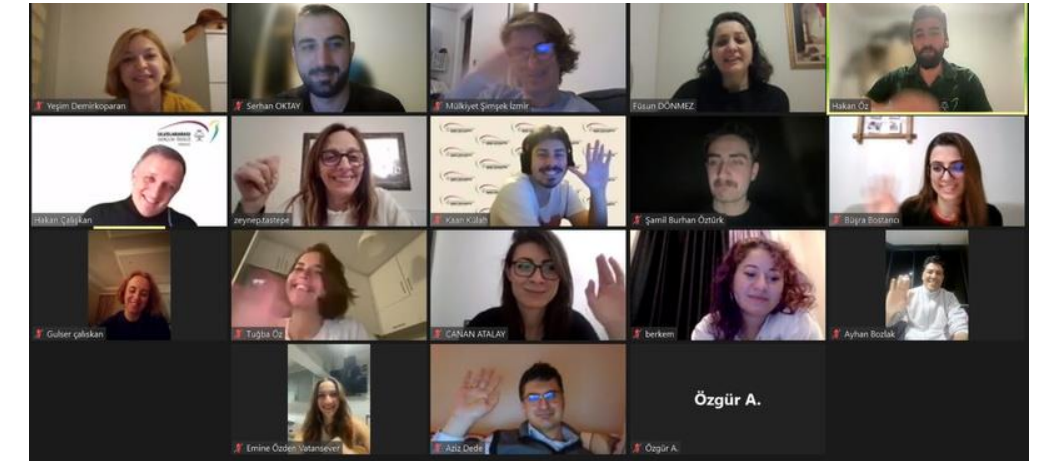 Yeşim Demirkoparan
Serhan OKTAY
Mülkiyet Şimşek İzmir
Füsun DÖNMEZ
Hakan Öz
Hakan Çalışkan
zeynep.tastepe
Kaan Külah
Şamil Burhan Öztürk
Büşra Bostancı
Gulser çalıskan
Tuğba Öz
CANAN ATALAY
berkem
Ayhan Bozlak
Emine Özden Vatansever
Aziz Dede
Özgür A.
Özgür A.